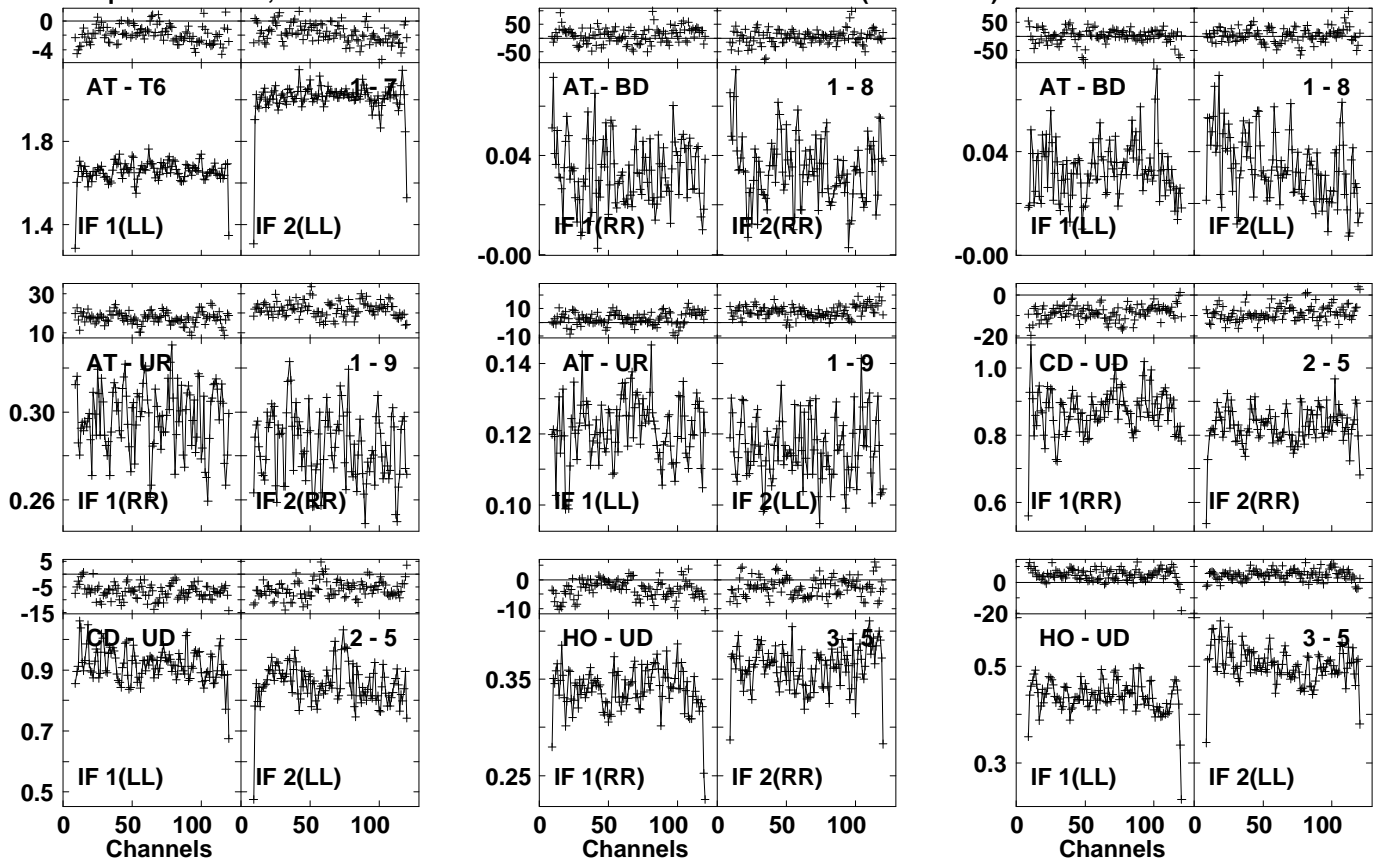 0
-4
AT - T6
1 - 7
1.8
1.4
IF 1(LL)
IF 2(LL)
50
-50
AT - BD
1 - 8
0.04
-0.00
IF 1(RR)
IF 2(RR)
50
-50
AT - BD
1 - 8
0.04
-0.00
IF 1(LL)
IF 2(LL)
30
10
AT - UR
1 - 9
0.30
0.26
IF 1(RR)
IF 2(RR)
10
-10
AT - UR
1 - 9
0.14
0.12
0.10
IF 1(LL)
IF 2(LL)
0
-20
CD - UD
2 - 5
1.0
0.8
0.6
IF 1(RR)
IF 2(RR)
5
-5
-15
CD - UD
2 - 5
0.9
0.7
0.5
IF 1(LL)
IF 2(LL)
0 50 100 0 50 100
Channels
0
-10
HO - UD
3 - 5
0.35
0.25
IF 1(RR)
IF 2(RR)
0 50 100 0 50 100
Channels
0
-20
HO - UD
3 - 5
0.5
0.3
IF 1(LL)
IF 2(LL)
0 50 100 0 50 100
Channels